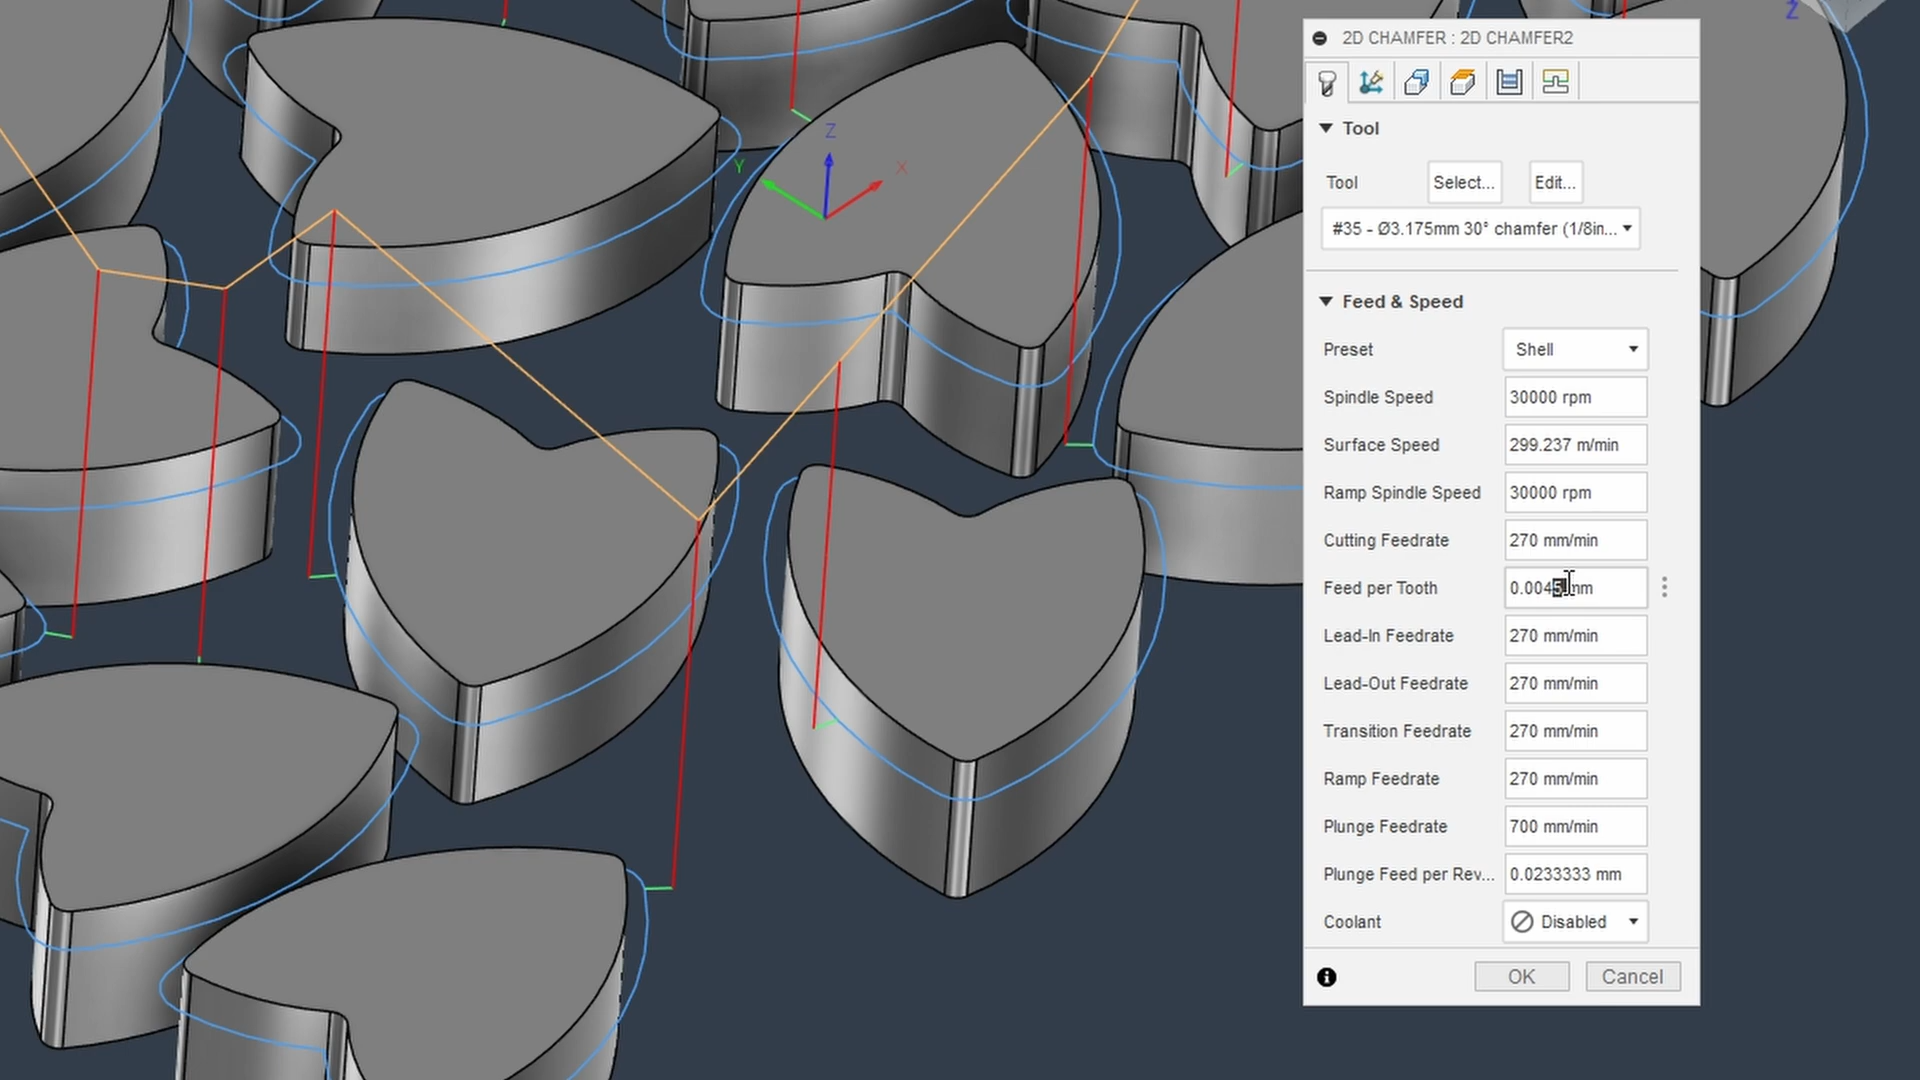 Z
2D CHAMFER : 2D CHAMFER2
Tool
Z
Y
X
Tool Select... Edit...
#35 - Ø3.175mm 30° chamfer (1/8in...
Feed & Speed
Preset Shell
Spindle Speed 30000 rpm
Surface Speed 299.237 m/min
Ramp Spindle Speed 30000 rpm
Cutting Feedrate 270 mm/min
Feed per Tooth 0.0045 mm
Lead-In Feedrate 270 mm/min
Lead-Out Feedrate 270 mm/min
Transition Feedrate 270 mm/min
Ramp Feedrate 270 mm/min
Plunge Feedrate 700 mm/min
Plunge Feed per Rev... 0.0233333 mm
Coolant Disabled
OK Cancel